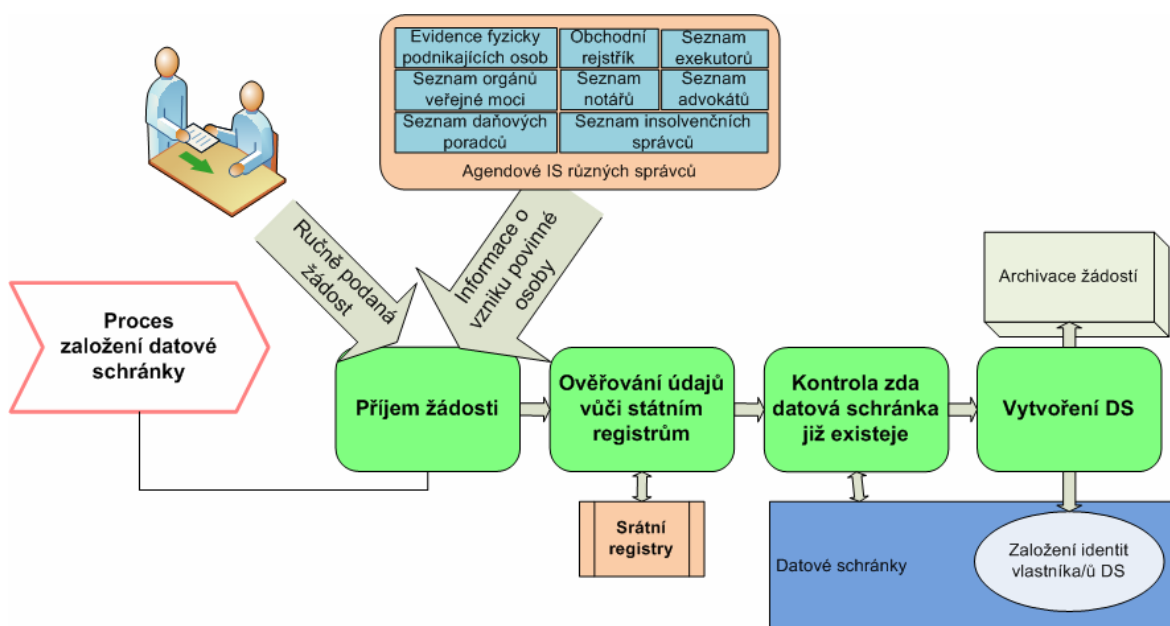 Evidence fyzicky
podnikajících osob
Obchodní
rejstřík
Seznam
exekutorů
Seznam orgánů
veřejné moci
Seznam
notářů
Seznam
advokátů
Seznam daňových
poradců
Seznam insolvenčních
správců
Agendové IS různých správců
Ručně podaná
žádost
Informace o
vzniku povinné
osoby
Archivace žádostí
Proces
založení datové
schránky
Příjem žádosti
Ověřování údajů
vůči státním
registrům
Kontrola zda
datová schránka
již existeje
Vytvoření DS
Srátní
registry
Datové schránky
Založení identit
vlastníka/ů DS